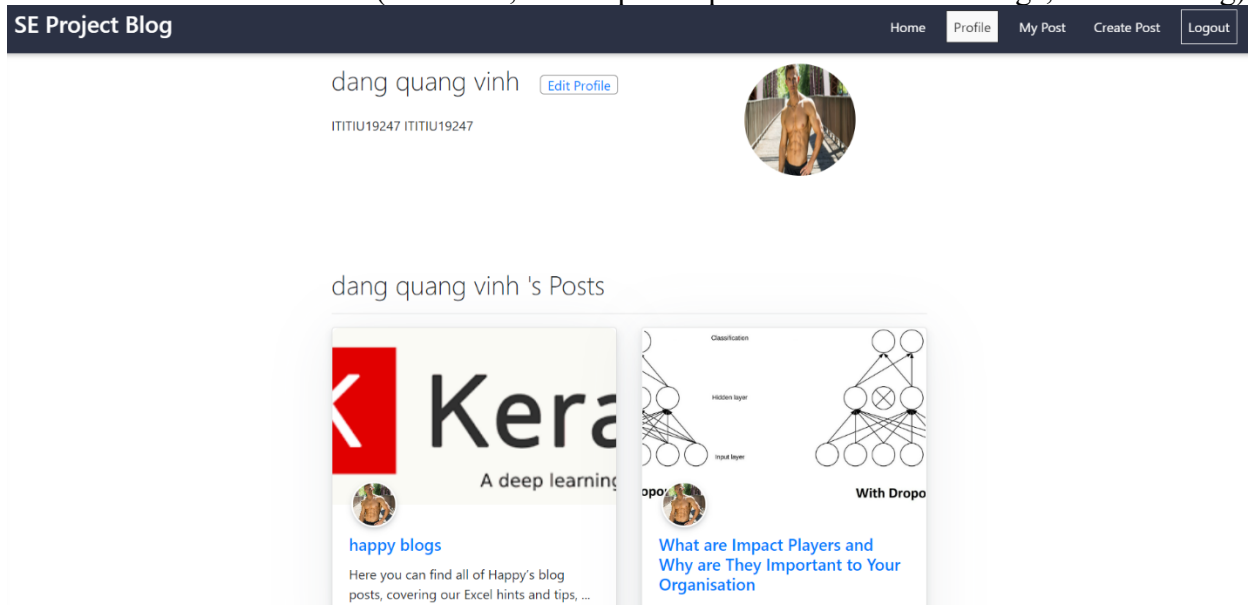 SE Project Blog
Home Profile My Post Create Post Logout
dang quang vinh Edit Profile
ITITIU19247 ITITIU19247
dang quang vinh 's Posts
Kera
A deep learning
Classification
Hidden layer
Input layer
With Dropo
happy blogs
Here you can find all of Happy's blog
posts, covering our Excel hints and tips, ...
What are Impact Players and
Why are They Important to Your
Organisation